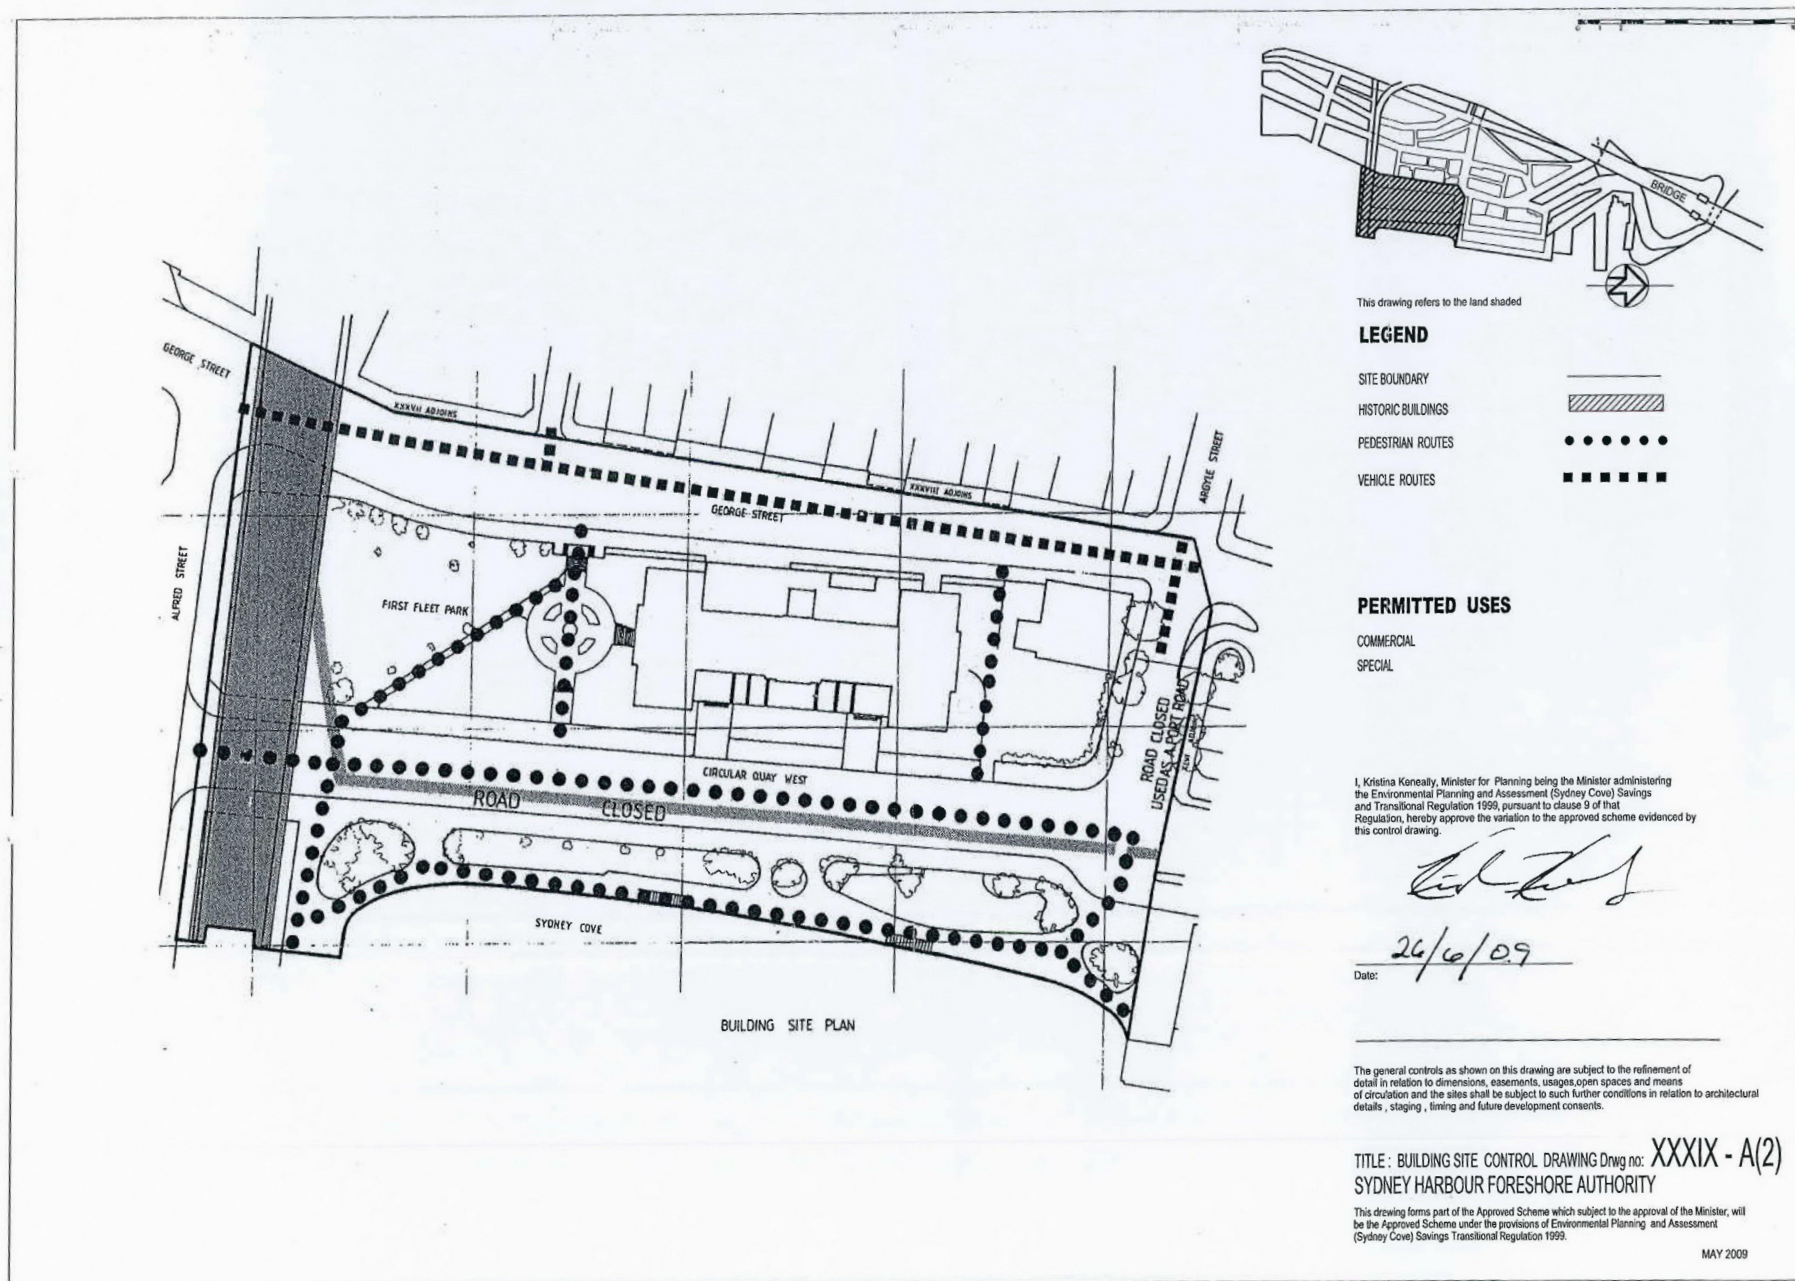 BRIDGE
This drawing refers to the land shaded
LEGEND
SITE BOUNDARY
HISTORIC BUILDINGS
PEDESTRIAN ROUTES
VEHICLE ROUTES
PERMITTED USES
COMMERCIAL
SPECIAL
GEORGE STREET
XXXVII ADJOINS
XXXVIII ADJOINS
ARGYLE STREET
GEORGE STREET
ALFRED STREET
FIRST FLEET PARK
ROAD CLOSED
USED AS A PORT ROAD
CIRCULAR QUAY WEST
ROAD CLOSED
SYDNEY COVE
BUILDING SITE PLAN
I, Kristina Keneally, Minister for Planning being the Minister administering
the Environmental Planning and Assessment (Sydney Cove) Savings
and Transitional Regulation 1999, pursuant to clause 9 of that
Regulation, hereby approve the variation to the approved scheme evidenced by
this control drawing.
26/6/09
Date:
The general controls as shown on this drawing are subject to the refinement of
detail in relation to dimensions, easements, usages,open spaces and means
of circulation and the sites shall be subject to such further conditions in relation to architectural
details , staging , timing and future development consents.
TITLE : BUILDING SITE CONTROL DRAWING Drwg no: XXXIX - A(2)
SYDNEY HARBOUR FORESHORE AUTHORITY
This drawing forms part of the Approved Scheme which subject to the approval of the Minister, will
be the Approved Scheme under the provisions of Environmental Planning and Assessment
(Sydney Cove) Savings Transitional Regulation 1999.
MAY 2009